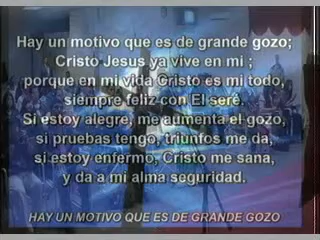 Hay un motivo que es de grande gozo;
Cristo Jesus ya vive en mi ;
porque en mi vida Cristo es mi todo,
siempre feliz con El seré.
Si estoy alegre, me aumenta el gozo,
si pruebas tengo, triunfos me da,
si estoy enfermo, Cristo me sana,
y da a mi alma seguridad.
HAY UN MOTIVO QUE ES DE GRANDE GOZO